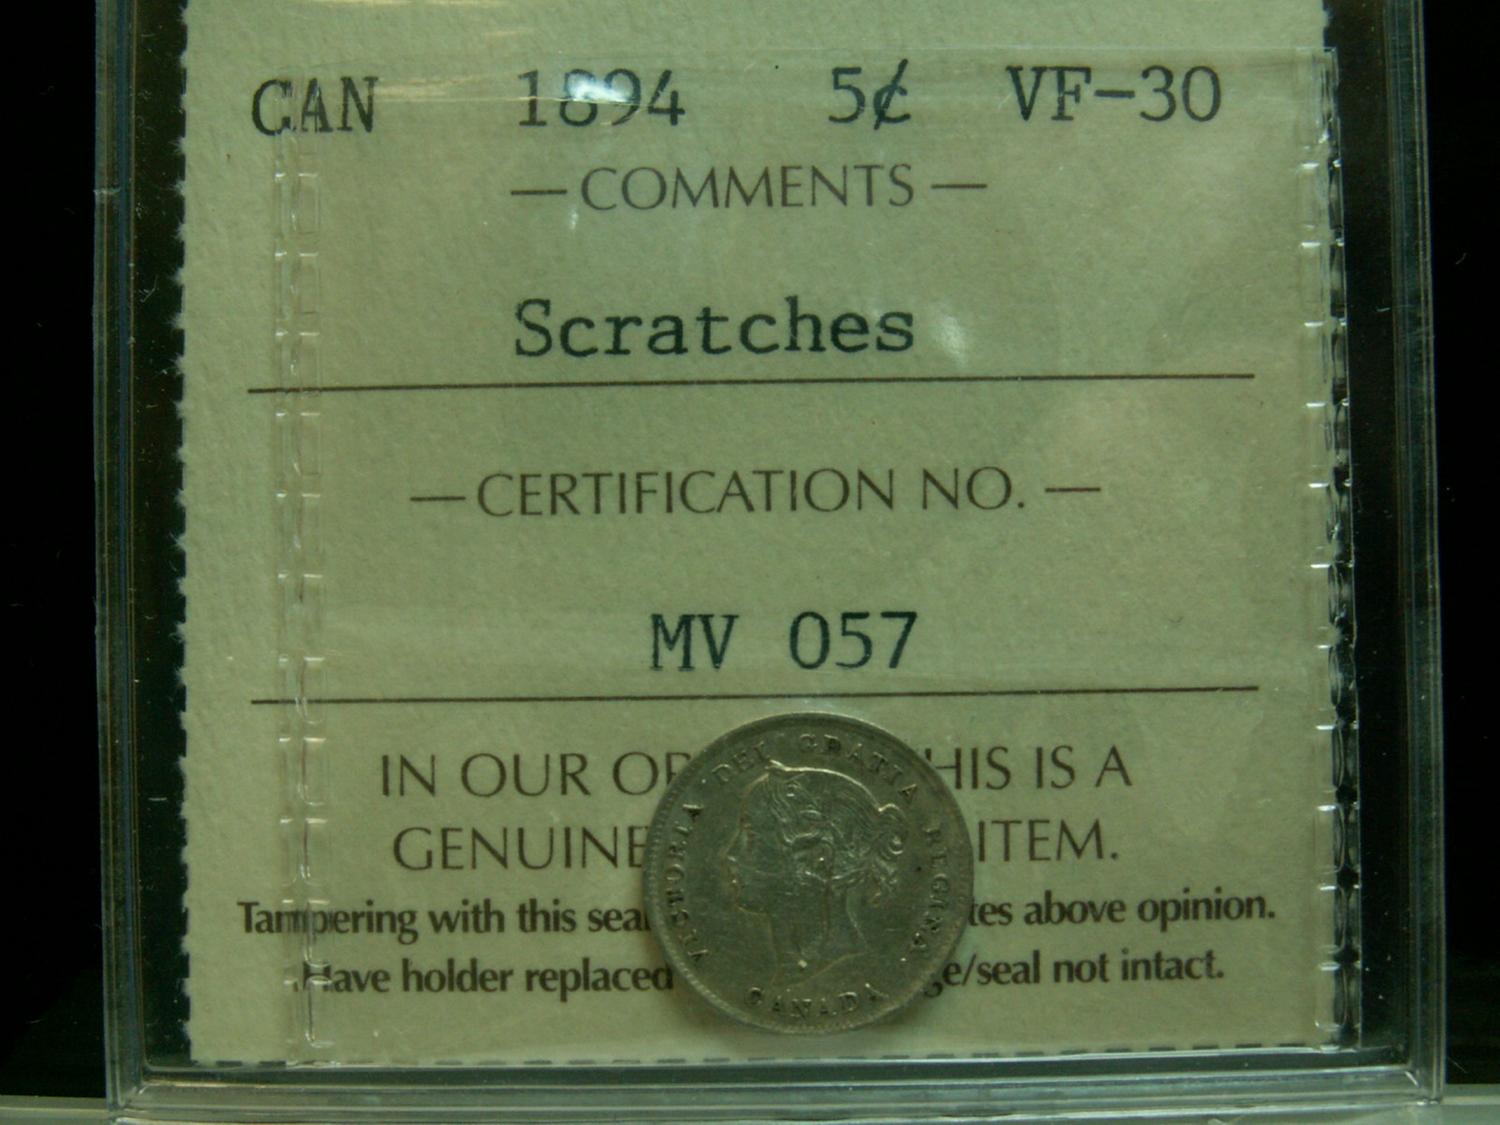 CAN 1894 5¢ VF-30
— COMMENTS —
Scratches
— CERTIFICATION NO. —
MV 057
IN OUR OP HIS IS A
GENUINE ITEM.
Tampering with this seal tes above opinion.
Have holder replaced ge/seal not intact.
VICTORIA DEI GRATIA REGINA.
CANADA